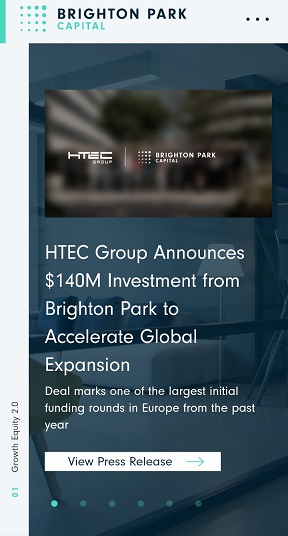 BRIGHTON PARK
CAPITAL
HTEC
GROUP
BRIGHTON PARK
CAPITAL
HTEC Group Announces
$140M Investment from
Brighton Park to
Accelerate Global
Expansion
Deal marks one of the largest initial
funding rounds in Europe from the past
year
View Press Release
01 Growth Equity 2.0